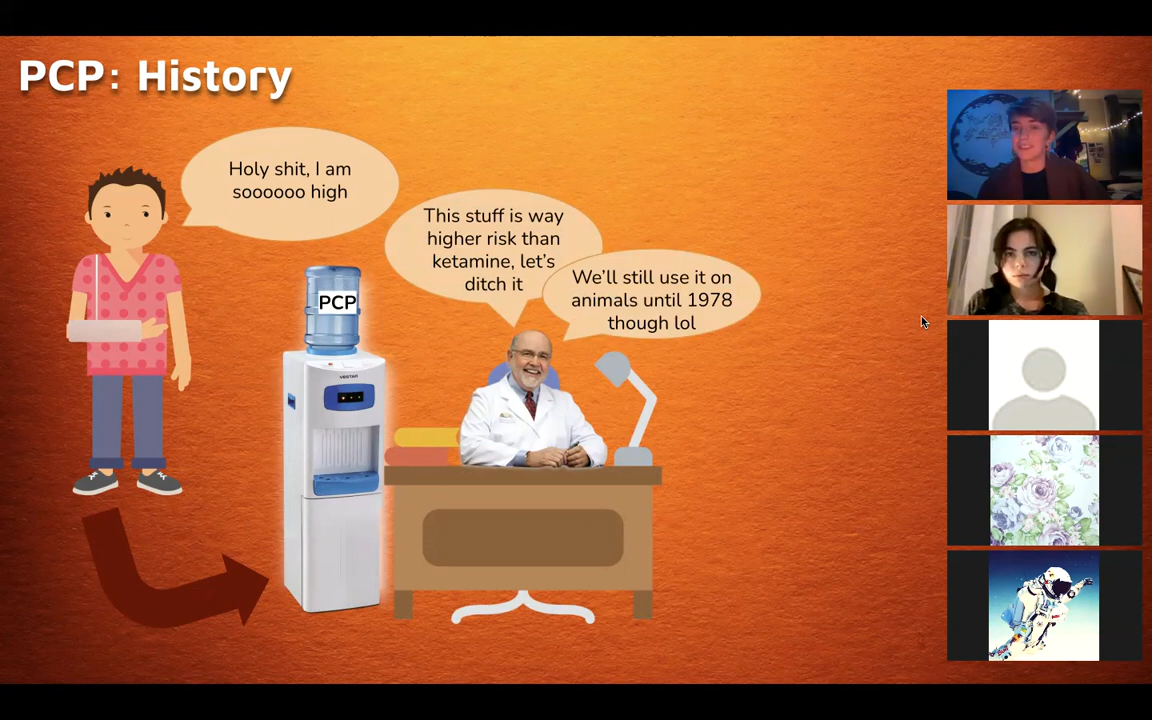 PCP: History
Holy shit, I am
soooooo high
This stuff is way
higher risk than
ketamine, let's
ditch it
We'll still use it on
animals until 1978
though lol
PCP
VESTAR